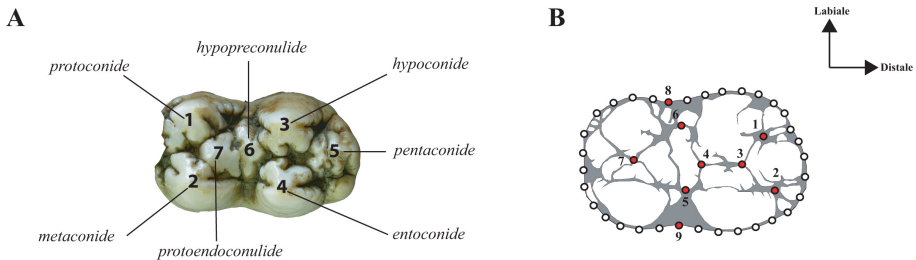 A
protoconide
hypopreconulide
hypoconide
pentaconide
entoconide
protoendoconulide
metaconide
1
2
3
4
5
6
7
B
Labiale
Distale
8
6
1
7
4
3
2
5
9